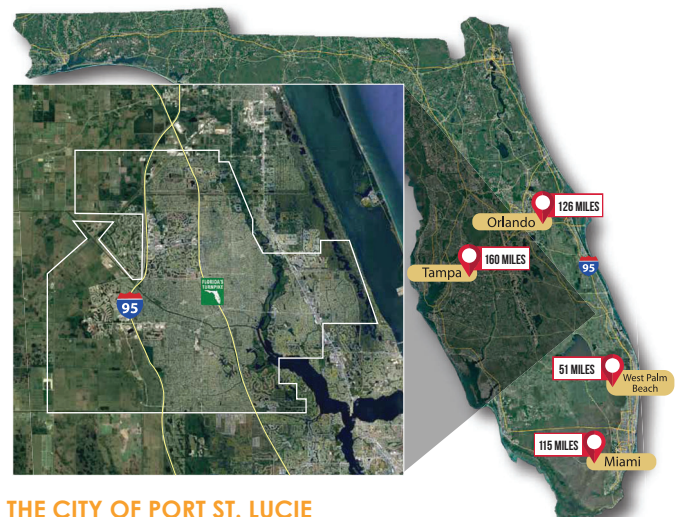 126 MILES
Orlando
160 MILES
Tampa
95
FLORIDA'S
TURNPIKE
95
51 MILES
West Palm
Beach
115 MILES
Miami
THE CITY OF PORT ST. LUCIE